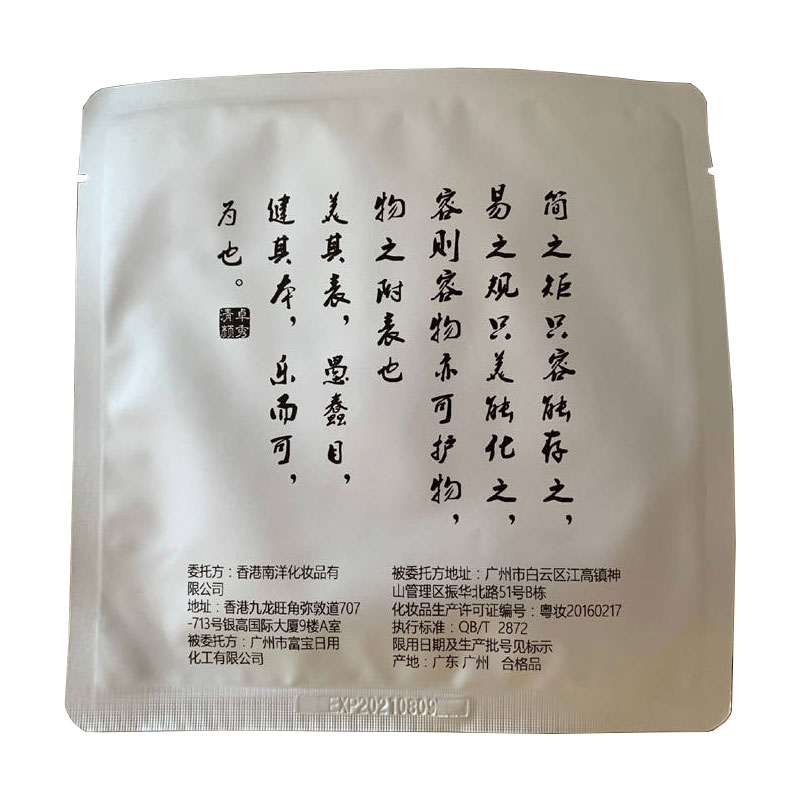 简之矩只容能存之，
易之规只美能化之，
容则容物亦可护物，
物之附表也
美其表，愚蠢目，
健其本，乐而可，
为也。
卓秀
清颜
委托方：香港南洋化妆品有
限公司
地址：香港九龙旺角弥敦道707
-713号银高国际大厦9楼A室
被委托方：广州市富宝日用
化工有限公司
被委托方地址：广州市白云区江高镇神
山管理区振华北路51号B栋
化妆品生产许可证编号：粤妆20160217
执行标准：QB/T 2872
限用日期及生产批号见标示
产地：广东 广州 合格品
EXP20210809